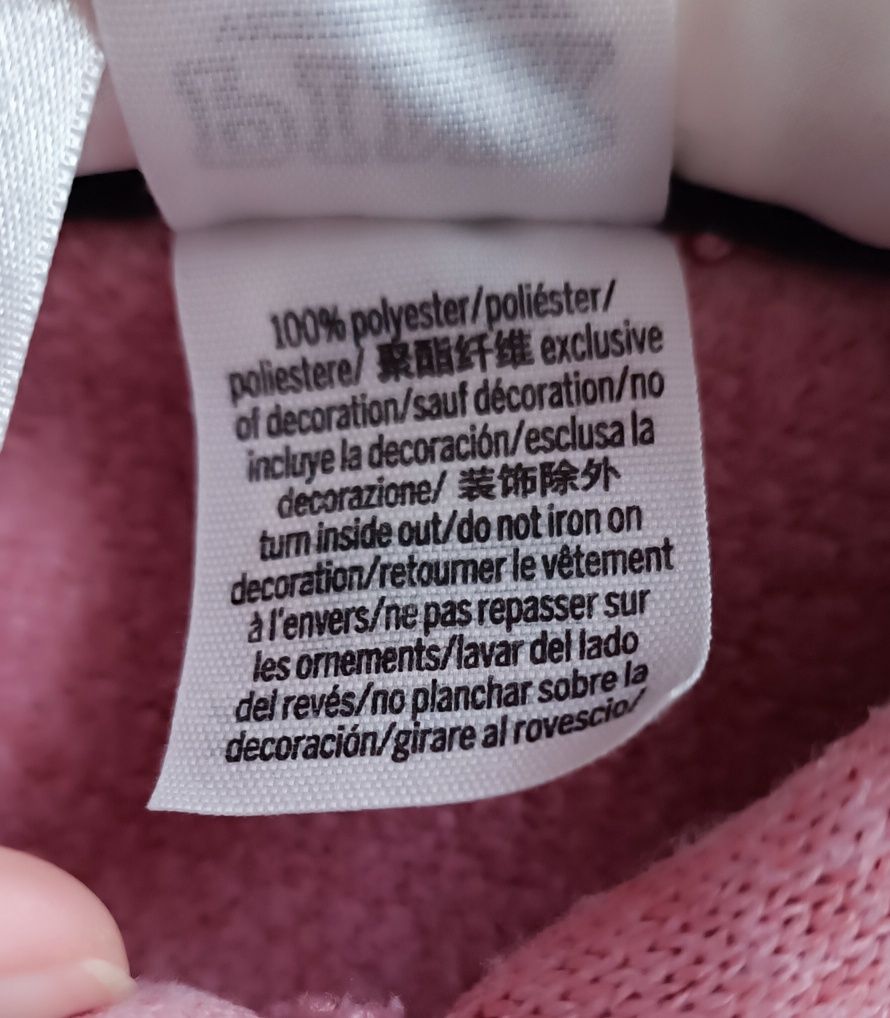 100% polyester/poliéster/
poliestere/ 聚酯纤维 exclusive
of decoration/sauf décoration/no
incluye la decoración/esclusa la
decorazione/ 装饰除外
turn inside out/do not iron on
decoration/retourner le vêtement
à l'envers/ne pas repasser sur
les ornements/lavar del lado
del revés/no planchar sobre la
decoración/girare al rovescio/